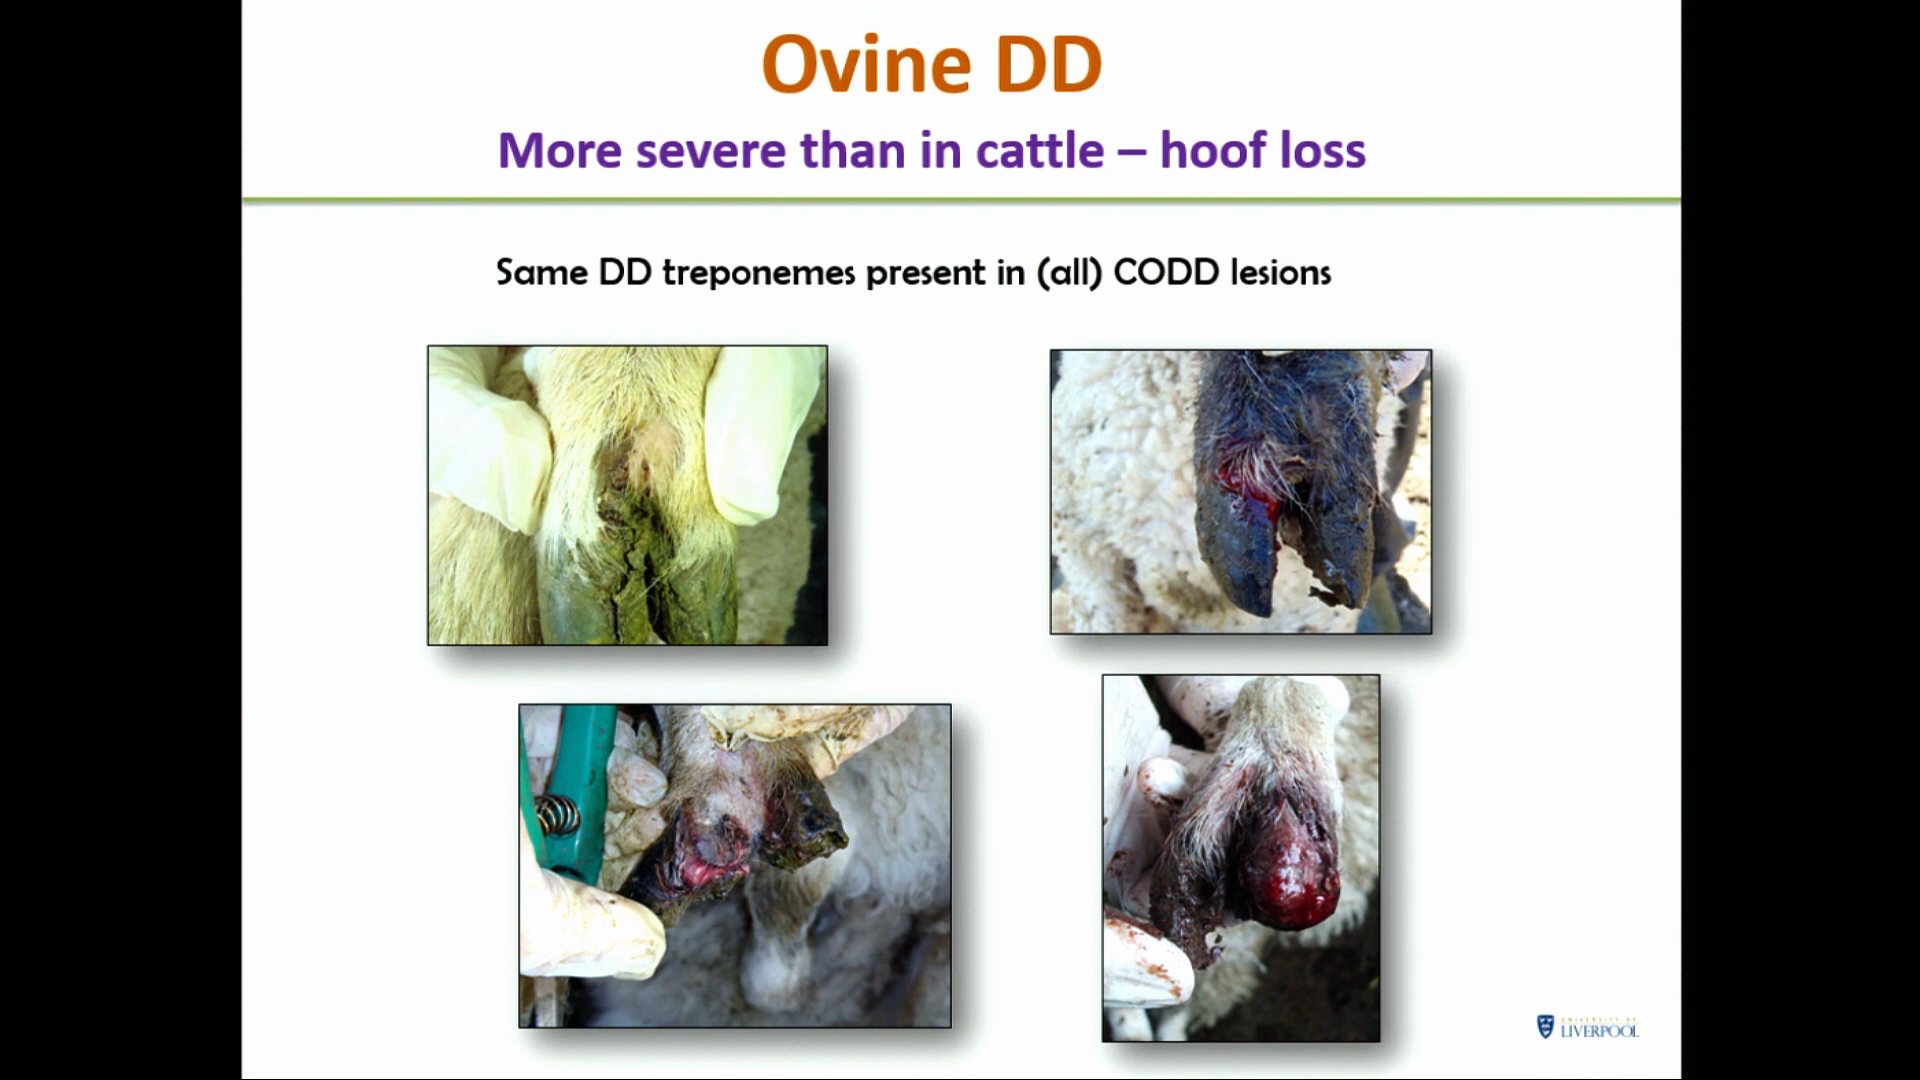 Ovine DD
More severe than in cattle – hoof loss
Same DD treponemes present in (all) CODD lesions
UNIVERSITY OF
LIVERPOOL